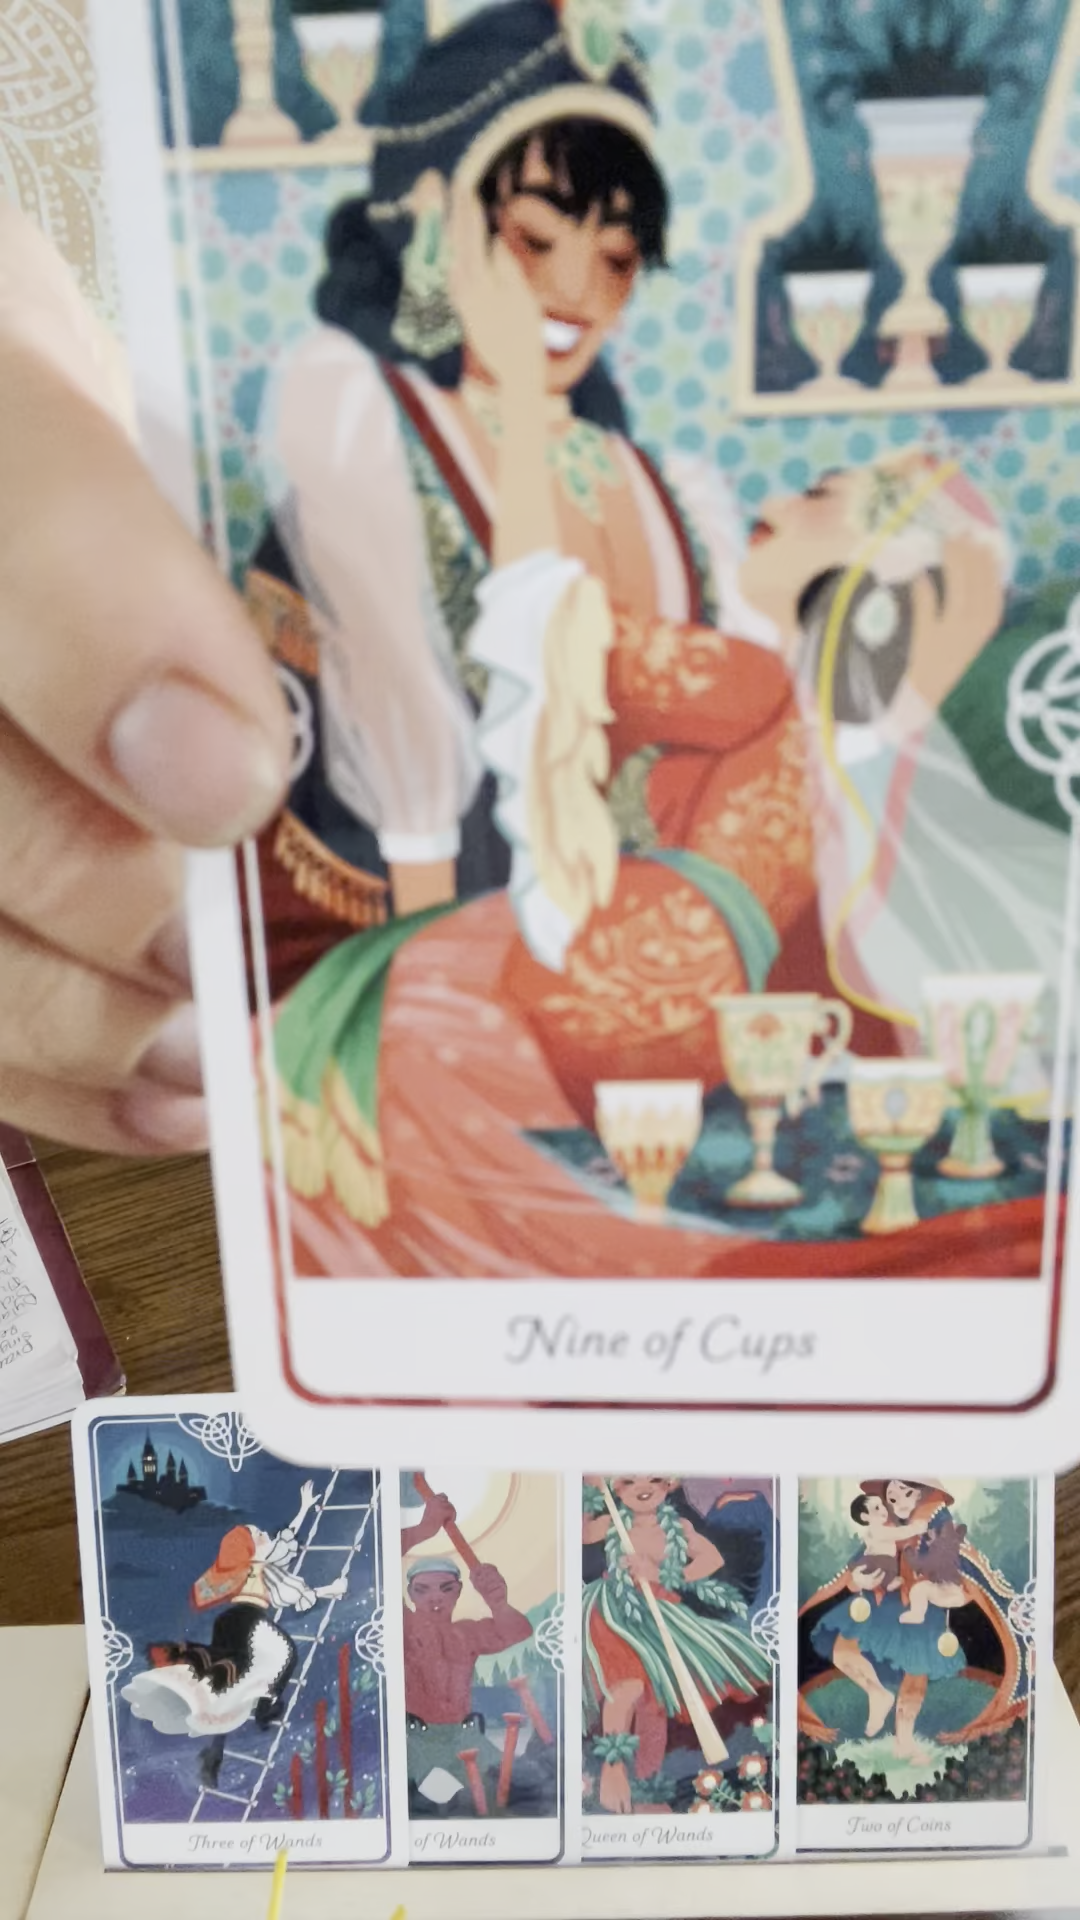 Nine of Cups
Three of Wands
of Wands
Queen of Wands
Two of Coins